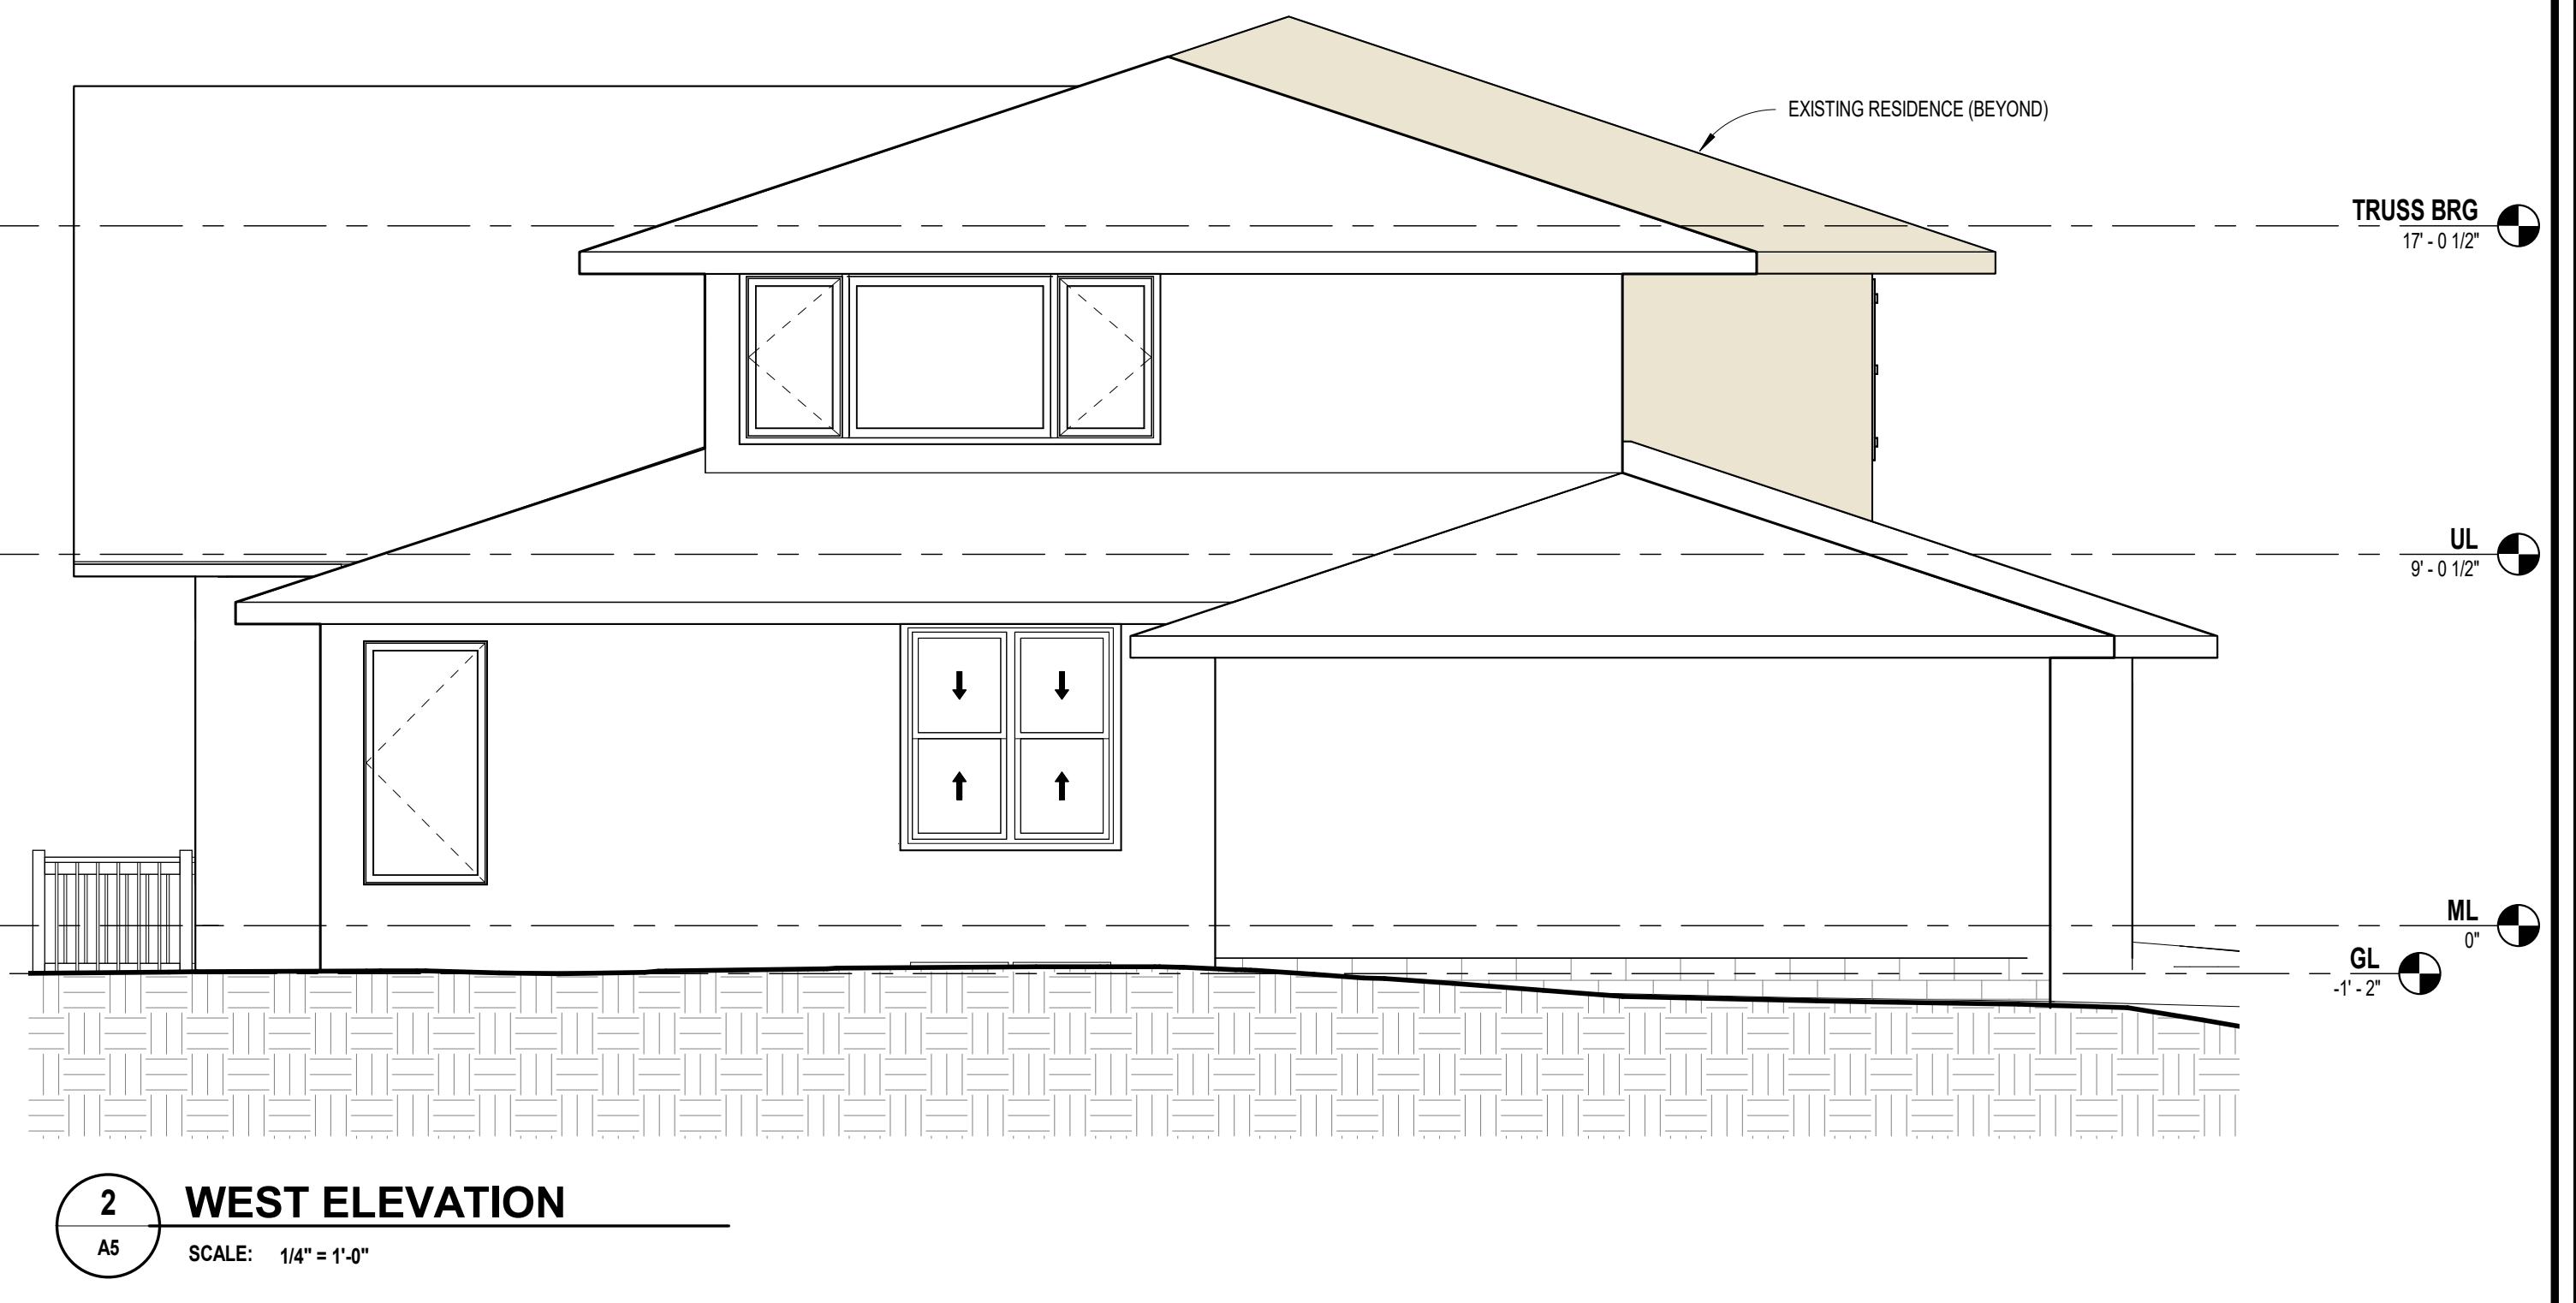 EXISTING RESIDENCE (BEYOND)
TRUSS BRG
17' - 0 1/2"
UL
9' - 0 1/2"
ML
0"
GL
-1' - 2"
2
WEST ELEVATION
A5
SCALE: 1/4" = 1'-0"